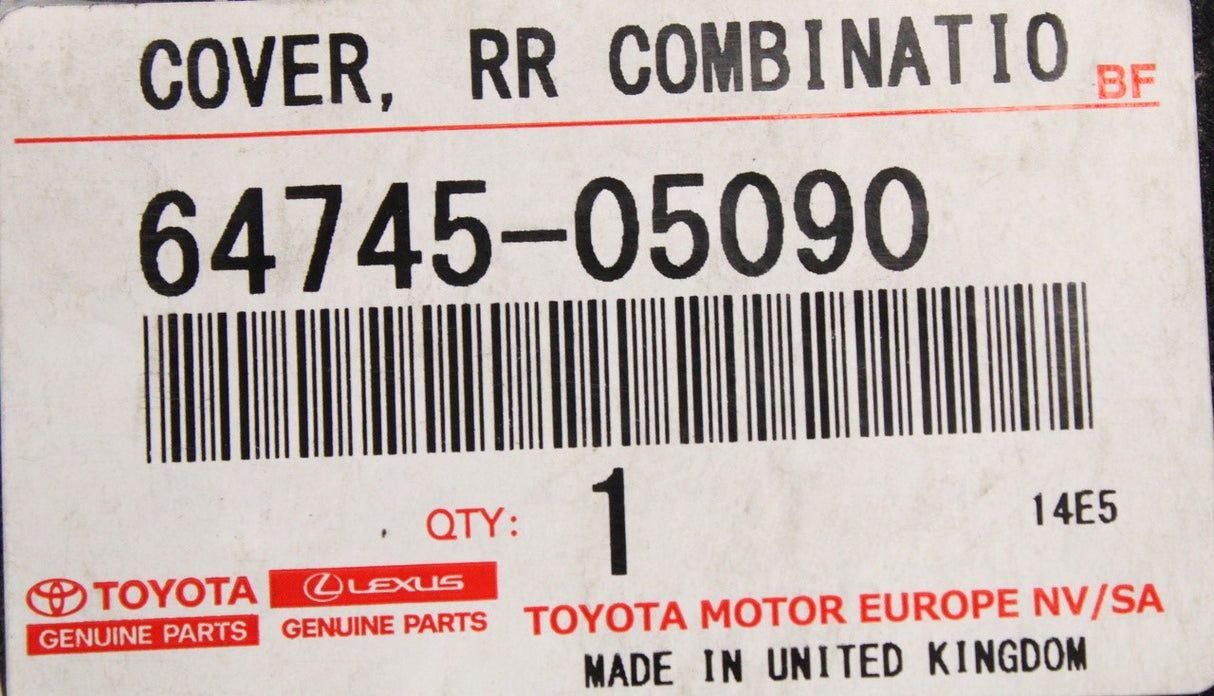 COVER, RR COMBINATIO
BF
64745-05090
QTY: 1
14E5
TOYOTA
GENUINE PARTS
LEXUS
GENUINE PARTS
TOYOTA MOTOR EUROPE NV/SA
MADE IN UNITED KINGDOM